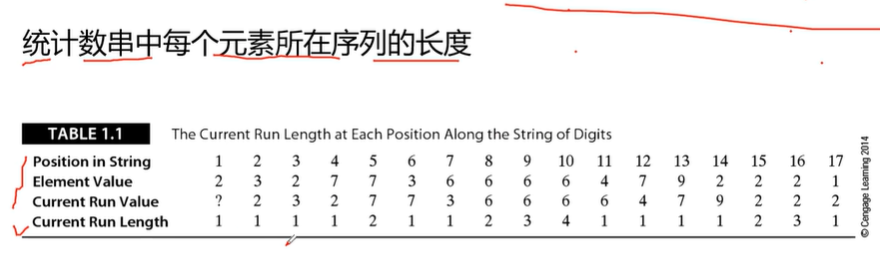 统计数串中每个元素所在序列的长度
TABLE 1.1 The Current Run Length at Each Position Along the String of Digits
Position in String 1 2 3 4 5 6 7 8 9 10 11 12 13 14 15 16 17
Element Value 2 3 2 7 7 3 6 6 6 6 4 7 9 2 2 2 1
Current Run Value ? 2 3 2 7 7 3 6 6 6 6 4 7 9 2 2 2
Current Run Length 1 1 1 1 2 1 1 2 3 4 1 1 1 1 2 3 1
© Cengage Learning 2014